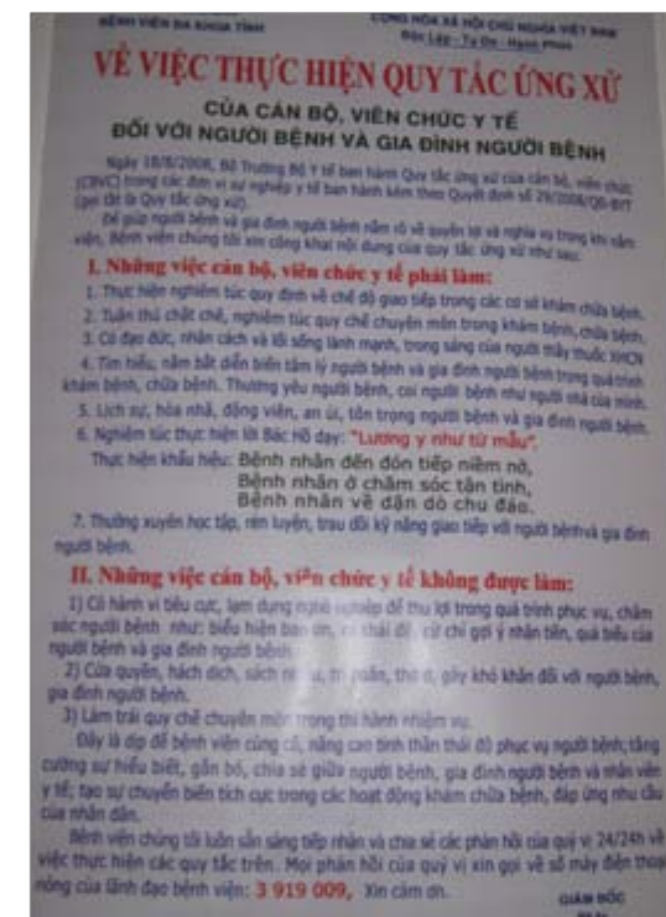 BỆNH VIỆN ĐA KHOA TỈNH
CỘNG HÒA XÃ HỘI CHỦ NGHĨA VIỆT NAM
Độc Lập - Tự Do - Hạnh Phúc
VỀ VIỆC THỰC HIỆN QUY TẮC ỨNG XỬ
CỦA CÁN BỘ, VIÊN CHỨC Y TẾ
ĐỐI VỚI NGƯỜI BỆNH VÀ GIA ĐÌNH NGƯỜI BỆNH
Ngày 18/8/2008, Bộ Trưởng Bộ Y tế ban hành Quy tắc ứng xử của cán bộ, viên chức
(CBVC) trong các đơn vị sự nghiệp y tế ban hành kèm theo Quyết định số 29/2008/QĐ-BYT
(gọi tắt là Quy tắc ứng xử).
Để giúp người bệnh và gia đình người bệnh nắm rõ về quyền lợi và nghĩa vụ trong khi nằm
viện, Bệnh viện chúng tôi xin công khai nội dung của quy tắc ứng xử như sau:
I. Những việc cán bộ, viên chức y tế phải làm:
1. Thực hiện nghiêm túc quy định về chế độ giao tiếp trong các cơ sở khám chữa bệnh.
2. Tuân thủ chặt chẽ, nghiêm túc quy chế chuyên môn trong khám bệnh, chữa bệnh.
3. Có đạo đức, nhân cách và lối sống lành mạnh, trong sáng của người thầy thuốc XHCN
4. Tìm hiểu, nắm bắt diễn biến tâm lý người bệnh và gia đình người bệnh trong quá trình
khám bệnh, chữa bệnh. Thương yêu người bệnh, coi người bệnh như người nhà của mình.
5. Lịch sự, hòa nhã, động viên, an ủi, tôn trọng người bệnh và gia đình người bệnh.
6. Nghiêm túc thực hiện lời Bác Hồ dạy: "Lương y như từ mẫu".
Thực hiện khẩu hiệu: Bệnh nhân đến đón tiếp niềm nở,
Bệnh nhân ở chăm sóc tận tình,
Bệnh nhân về dặn dò chu đáo.
7. Thường xuyên học tập, rèn luyện, trau dồi kỹ năng giao tiếp với người bệnh và gia đình
người bệnh.
II. Những việc cán bộ, viên chức y tế không được làm:
1) Có hành vi tiêu cực, lạm dụng nghề nghiệp để thu lợi trong quá trình phục vụ, chăm
sóc người bệnh như: biểu hiện ban ơn, có thái độ, cử chỉ gợi ý nhận tiền, quà biếu của
người bệnh và gia đình người bệnh.
2) Cửa quyền, hách dịch, sách thờ ơ, gây khó khăn đối với người bệnh,
gia đình người bệnh.
3) Làm trái quy chế chuyên môn trong thi hành nhiệm vụ.
Đây là dịp để bệnh viện củng cố, nâng cao tinh thần thái độ phục vụ người bệnh; tăng
cường sự hiểu biết, gắn bó, chia sẻ giữa người bệnh, gia đình người bệnh và nhân viên
y tế; tạo sự chuyển biến tích cực trong các hoạt động khám chữa bệnh, đáp ứng nhu cầu
của nhân dân.
Bệnh viện chúng tôi luôn sẵn sàng tiếp nhận và chia sẻ các phản hồi của quý vị 24/24h về
việc thực hiện các quy tắc trên. Mọi phản hồi của quý vị xin gọi về số máy điện thoại
nóng của lãnh đạo bệnh viện: 3 919 009, Xin cám ơn.
GIÁM ĐỐC